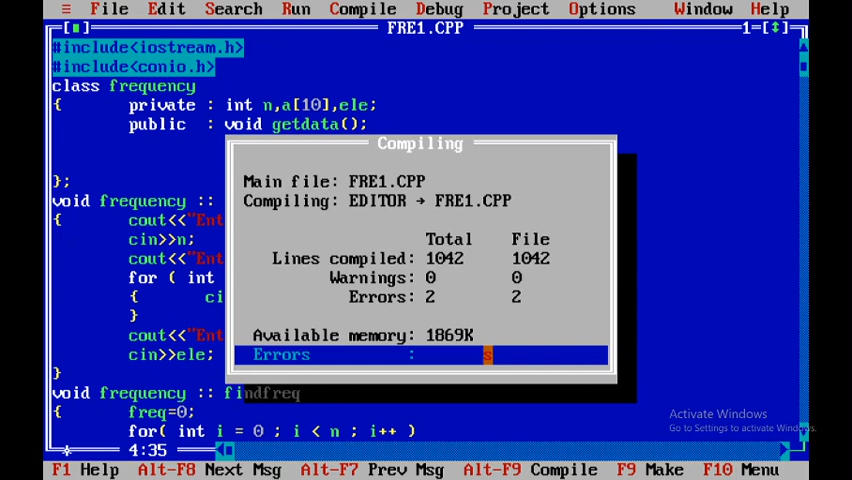 ≡ File Edit Search Run Compile Debug Project Options Window Help
[■] FRE1.CPP 1=[↕]
#include<iostream.h>
#include<conio.h>
class frequency
{ private : int n,a[10],ele;
public : void getdata();
};
void frequency ::
{ cout<<"Ent
cin>>n;
cout<<"Ent
for ( int
{ ci
}
cout<<"Ent
cin>>ele;
}
void frequency :: findfreq
{ freq=0;
for( int i = 0 ; i < n ; i++ )
Compiling
Main file: FRE1.CPP
Compiling: EDITOR → FRE1.CPP
Total File
Lines compiled: 1042 1042
Warnings: 0 0
Errors: 2 2
Available memory: 1869K
Errors : s
Activate Windows
Go to Settings to activate Windows.
4:35
F1 Help Alt-F8 Next Msg Alt-F7 Prev Msg Alt-F9 Compile F9 Make F10 Menu